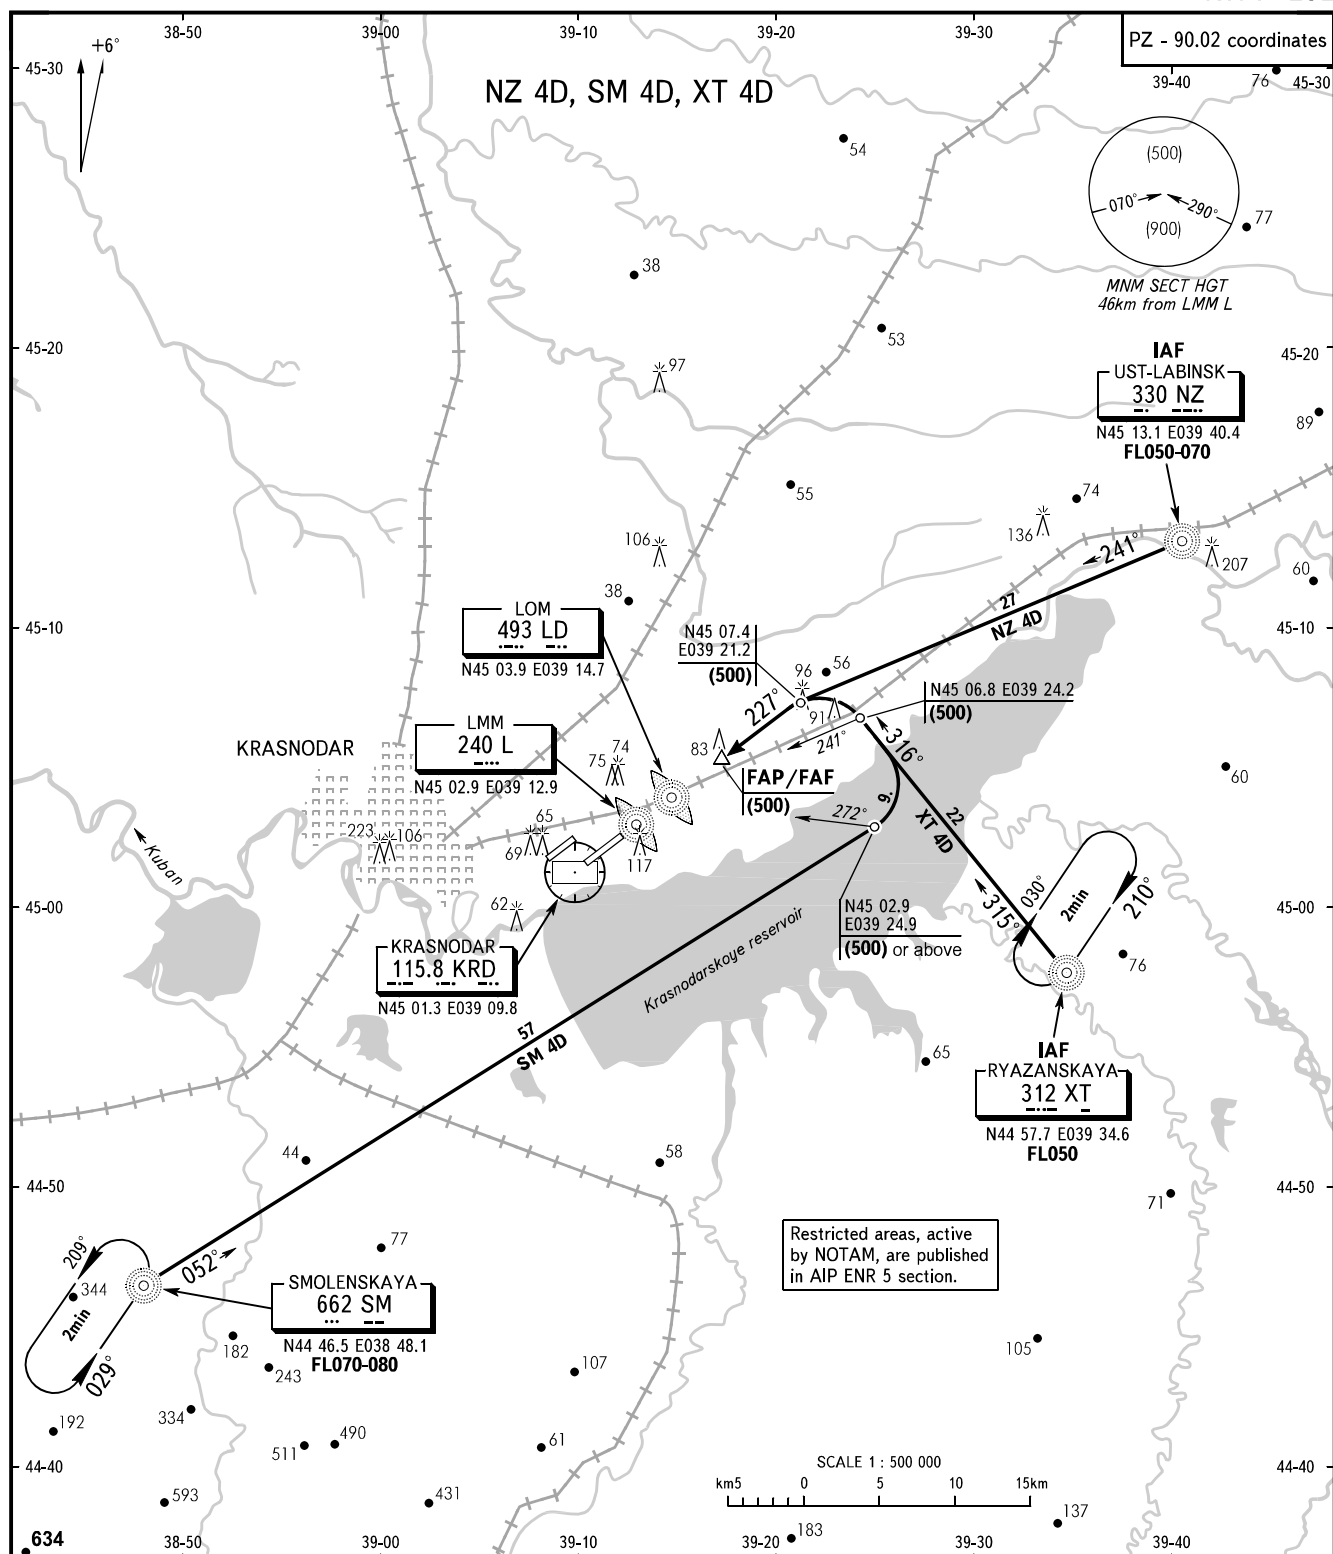 38-50
39-00
39-10
39-20
39-30
PZ - 90.02 coordinates
39-40
76
45-30
45-30
+6°
NZ 4D, SM 4D, XT 4D
54
(500)
070°
290°
(900)
77
MNM SECT HGT
46km from LMM L
38
53
45-20
45-20
97
IAF
UST-LABINSK
330 NZ
N45 13.1 E039 40.4
FL050-070
89
55
74
136
106
241°
207
60
38
27
NZ 4D
45-10
45-10
LOM
493 LD
N45 03.9 E039 14.7
N45 07.4
E039 21.2
(500)
96
56
N45 06.8 E039 24.2
(500)
227°
91
241°
316°
LMM
240 L
N45 02.9 E039 12.9
KRASNODAR
74
75
83
FAP/FAF
(500)
60
9.
272°
22
XT 4D
223
106
65
69
117
Kuban
62
N45 02.9
E039 24.9
(500) or above
315°
030°
2min
210°
45-00
45-00
76
KRASNODAR
115.8 KRD
N45 01.3 E039 09.8
Krasnodarskoye reservoir
57
SM 4D
65
IAF
RYAZANSKAYA
312 XT
N44 57.7 E039 34.6
FL050
44
58
44-50
44-50
71
Restricted areas, active
by NOTAM, are published
in AIP ENR 5 section.
77
209°
344
2min
029°
052°
SMOLENSKAYA
662 SM
N44 46.5 E038 48.1
FL070-080
182
243
107
105
334
192
511
490
61
44-40
44-40
SCALE 1 : 500 000
km5
0
5
10
15km
593
431
137
183
634
38-50
39-00
39-10
39-20
39-30
39-40